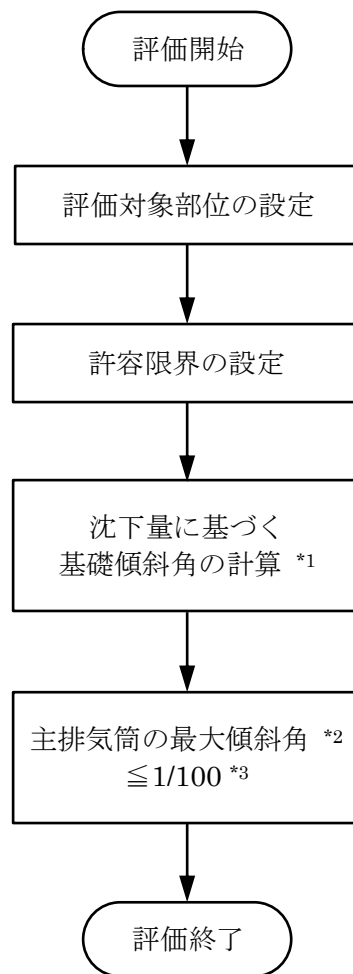 評価開始
評価対象部位の設定
許容限界の設定
沈下量に基づく
基礎傾斜角の計算 *1
主排気筒の最大傾斜角 *2
≦1/100 *3
評価終了